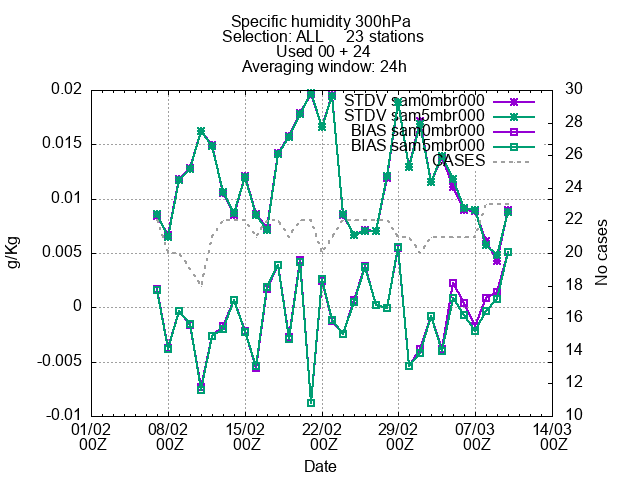 Specific humidity 300hPa
Selection: ALL 23 stations
Used 00 + 24
Averaging window: 24h
0.02
0.015
0.01
0.005
0
-0.005
-0.01
g/Kg
STDV sam0mbr000
STDV sam5mbr000
BIAS sam0mbr000
BIAS sam5mbr000
CASES
30
28
26
24
22
20
18
16
14
12
10
No cases
01/02 08/02 15/02 22/02 29/02 07/03 14/03
00Z 00Z 00Z 00Z 00Z 00Z 00Z
Date